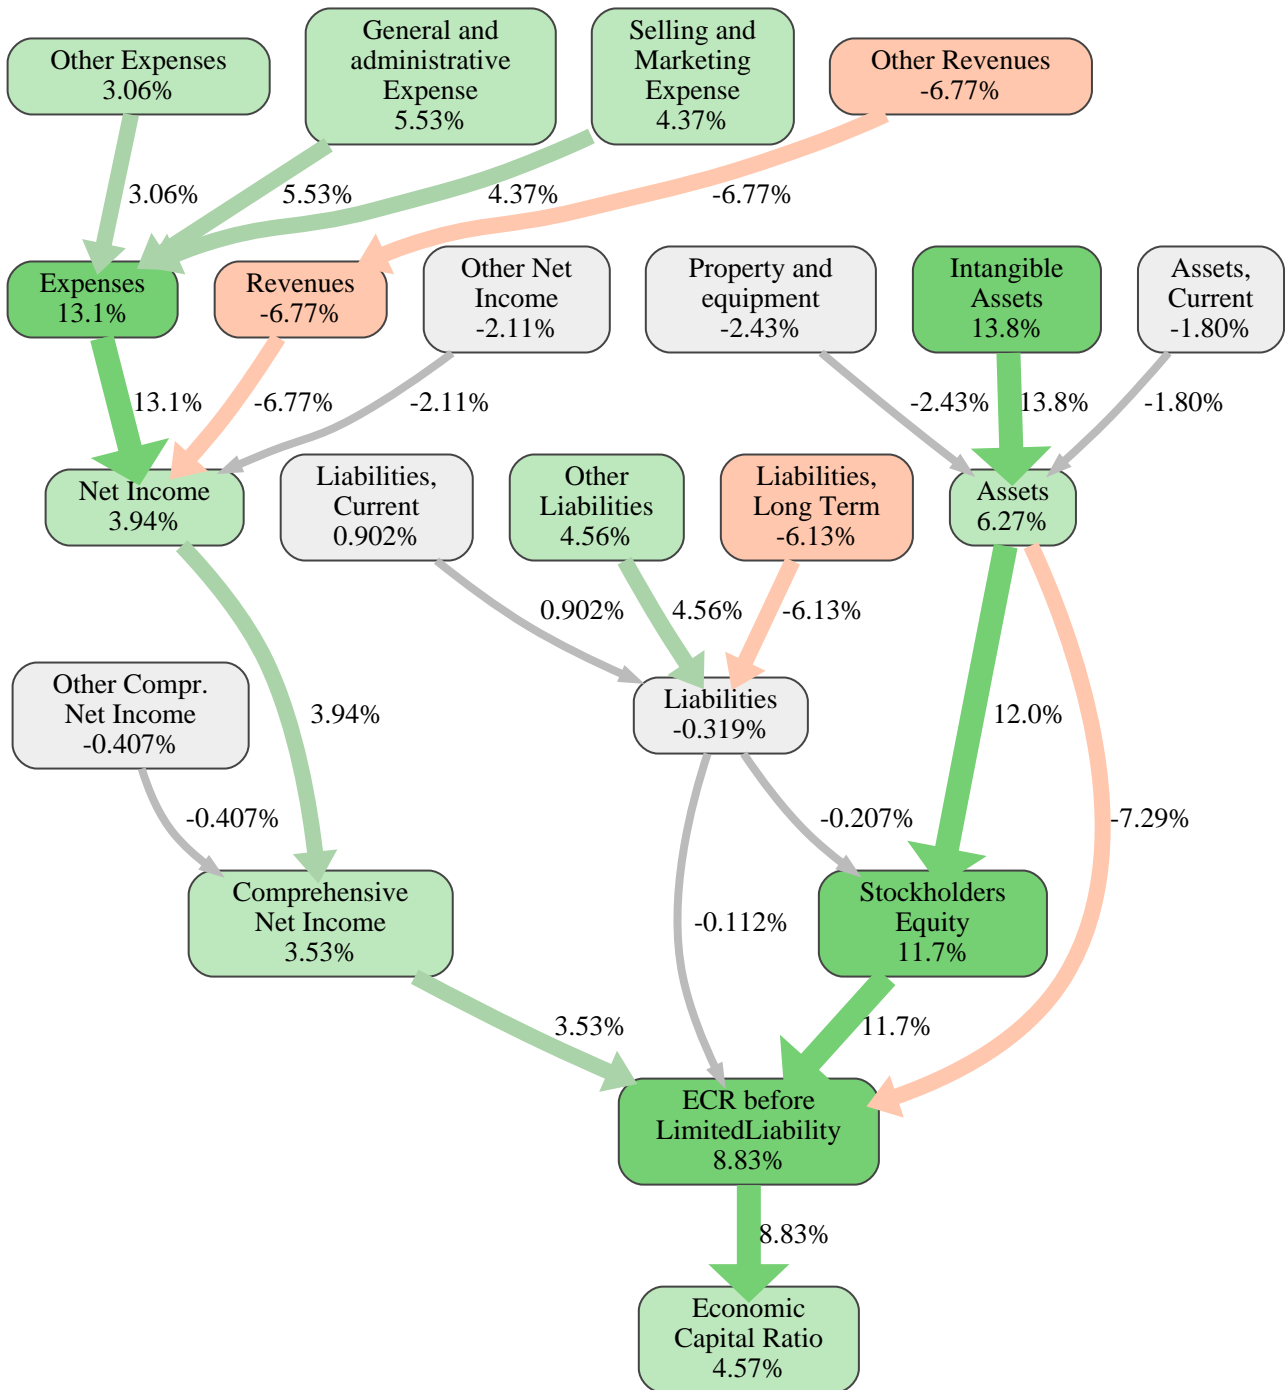 Other Expenses
3.06%
General and
administrative
Expense
5.53%
Selling and
Marketing
Expense
4.37%
Other Revenues
-6.77%
3.06%
5.53%
4.37%
-6.77%
Expenses
13.1%
Revenues
-6.77%
Other Net
Income
-2.11%
Property and
equipment
-2.43%
Intangible
Assets
13.8%
Assets,
Current
-1.80%
13.1%
-6.77%
-2.11%
-2.43%
13.8%
-1.80%
Net Income
3.94%
Liabilities,
Current
0.902%
Other
Liabilities
4.56%
Liabilities,
Long Term
-6.13%
Assets
6.27%
0.902%
4.56%
-6.13%
Other Compr.
Net Income
-0.407%
3.94%
Liabilities
-0.319%
12.0%
-0.407%
-0.207%
-7.29%
Comprehensive
Net Income
3.53%
-0.112%
Stockholders
Equity
11.7%
3.53%
11.7%
ECR before
LimitedLiability
8.83%
8.83%
Economic
Capital Ratio
4.57%